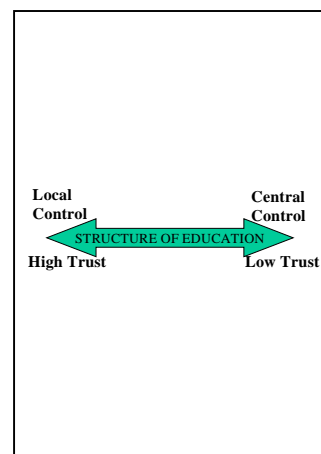 Local
Control
Central
Control
STRUCTURE OF EDUCATION
High Trust
Low Trust